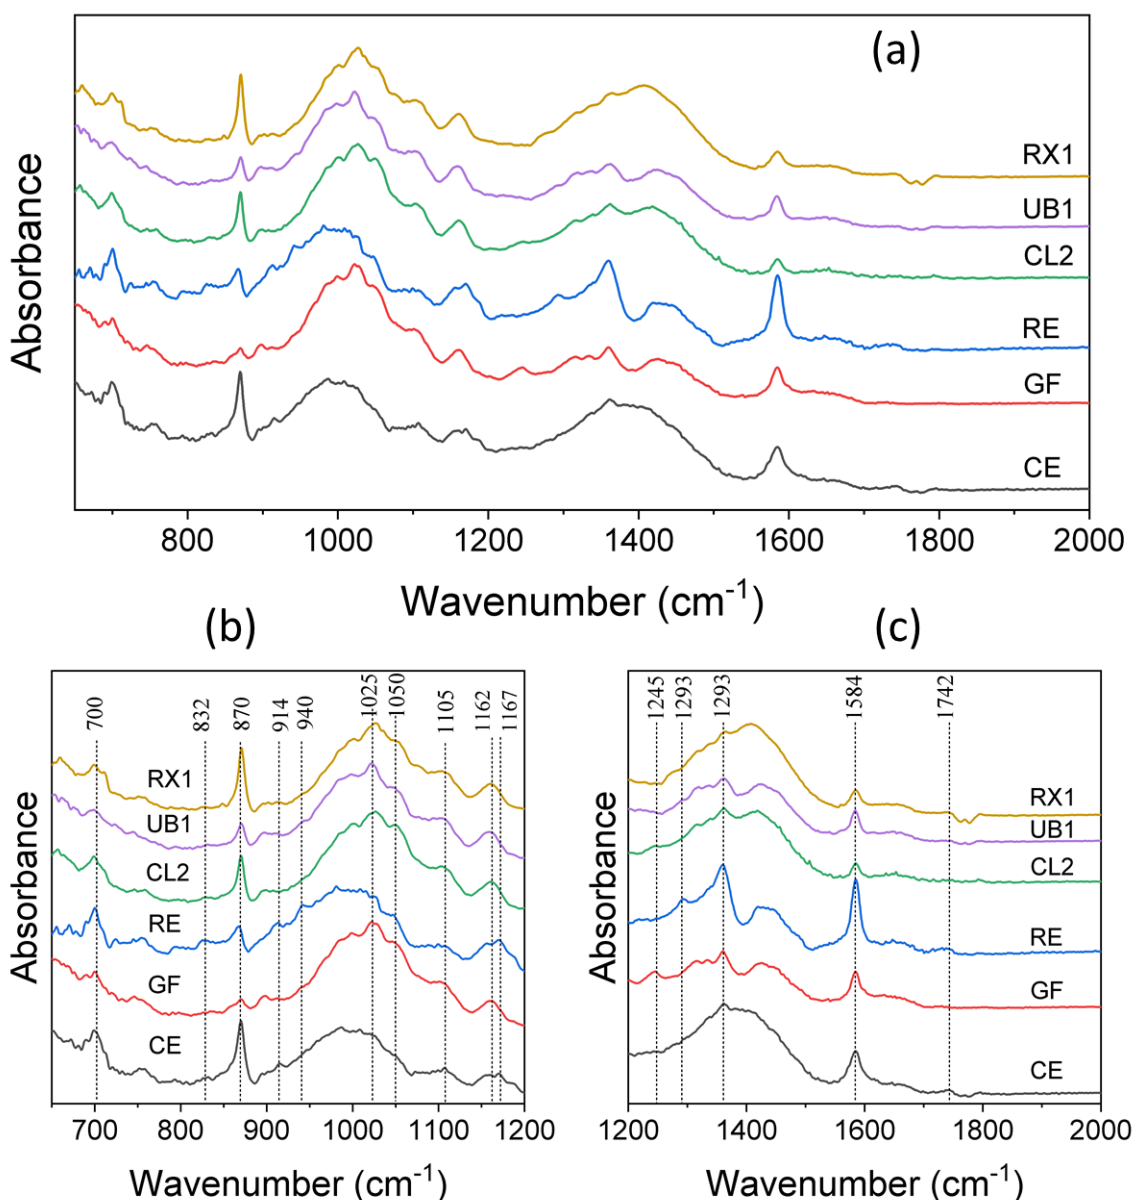 (a)
Absorbance
RX1
UB1
CL2
RE
GF
CE
800 1000 1200 1400 1600 1800 2000
Wavenumber (cm-1)
(b)
700 832 870 914 940 1025 1050 1105 1162 1167
Absorbance
RX1
UB1
CL2
RE
GF
CE
700 800 900 1000 1100 1200
Wavenumber (cm-1)
(c)
1245 1293 1293 1584 1742
Absorbance
RX1
UB1
CL2
RE
GF
CE
1200 1400 1600 1800 2000
Wavenumber (cm-1)